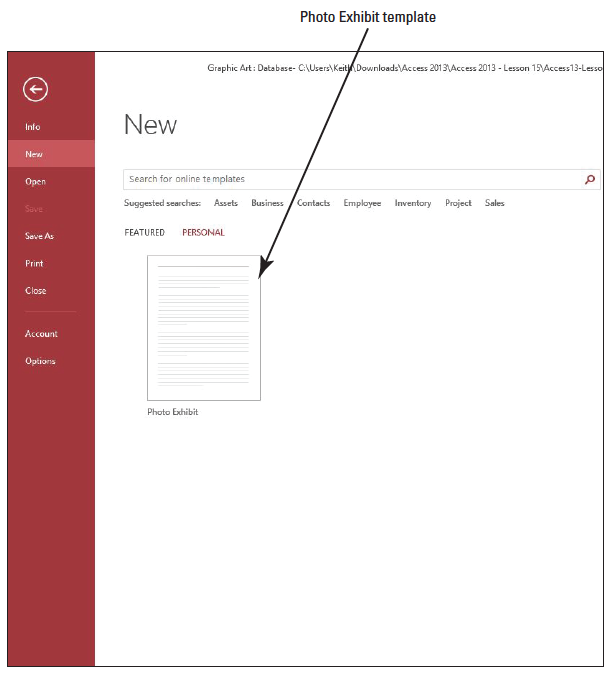 Photo Exhibit template
Graphic Art : Database- C:\Users\Keith\Downloads\Access 2013\Access 2013 - Lesson 15\Access13-Lesso
Info
New
Open
Save
Save As
Print
Close
Account
Options
New
Search for online templates
Suggested searches: Assets Business Contacts Employee Inventory Project Sales
FEATURED PERSONAL
Photo Exhibit